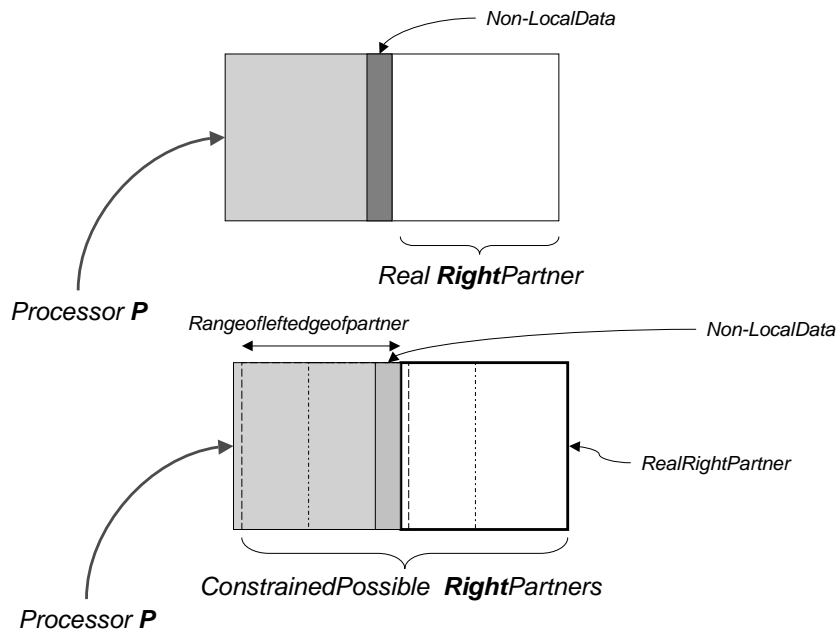 Non-LocalData
Real RightPartner
Processor P
Rangeofleftedgeofpartner
Non-LocalData
RealRightPartner
ConstrainedPossible RightPartners
Processor P